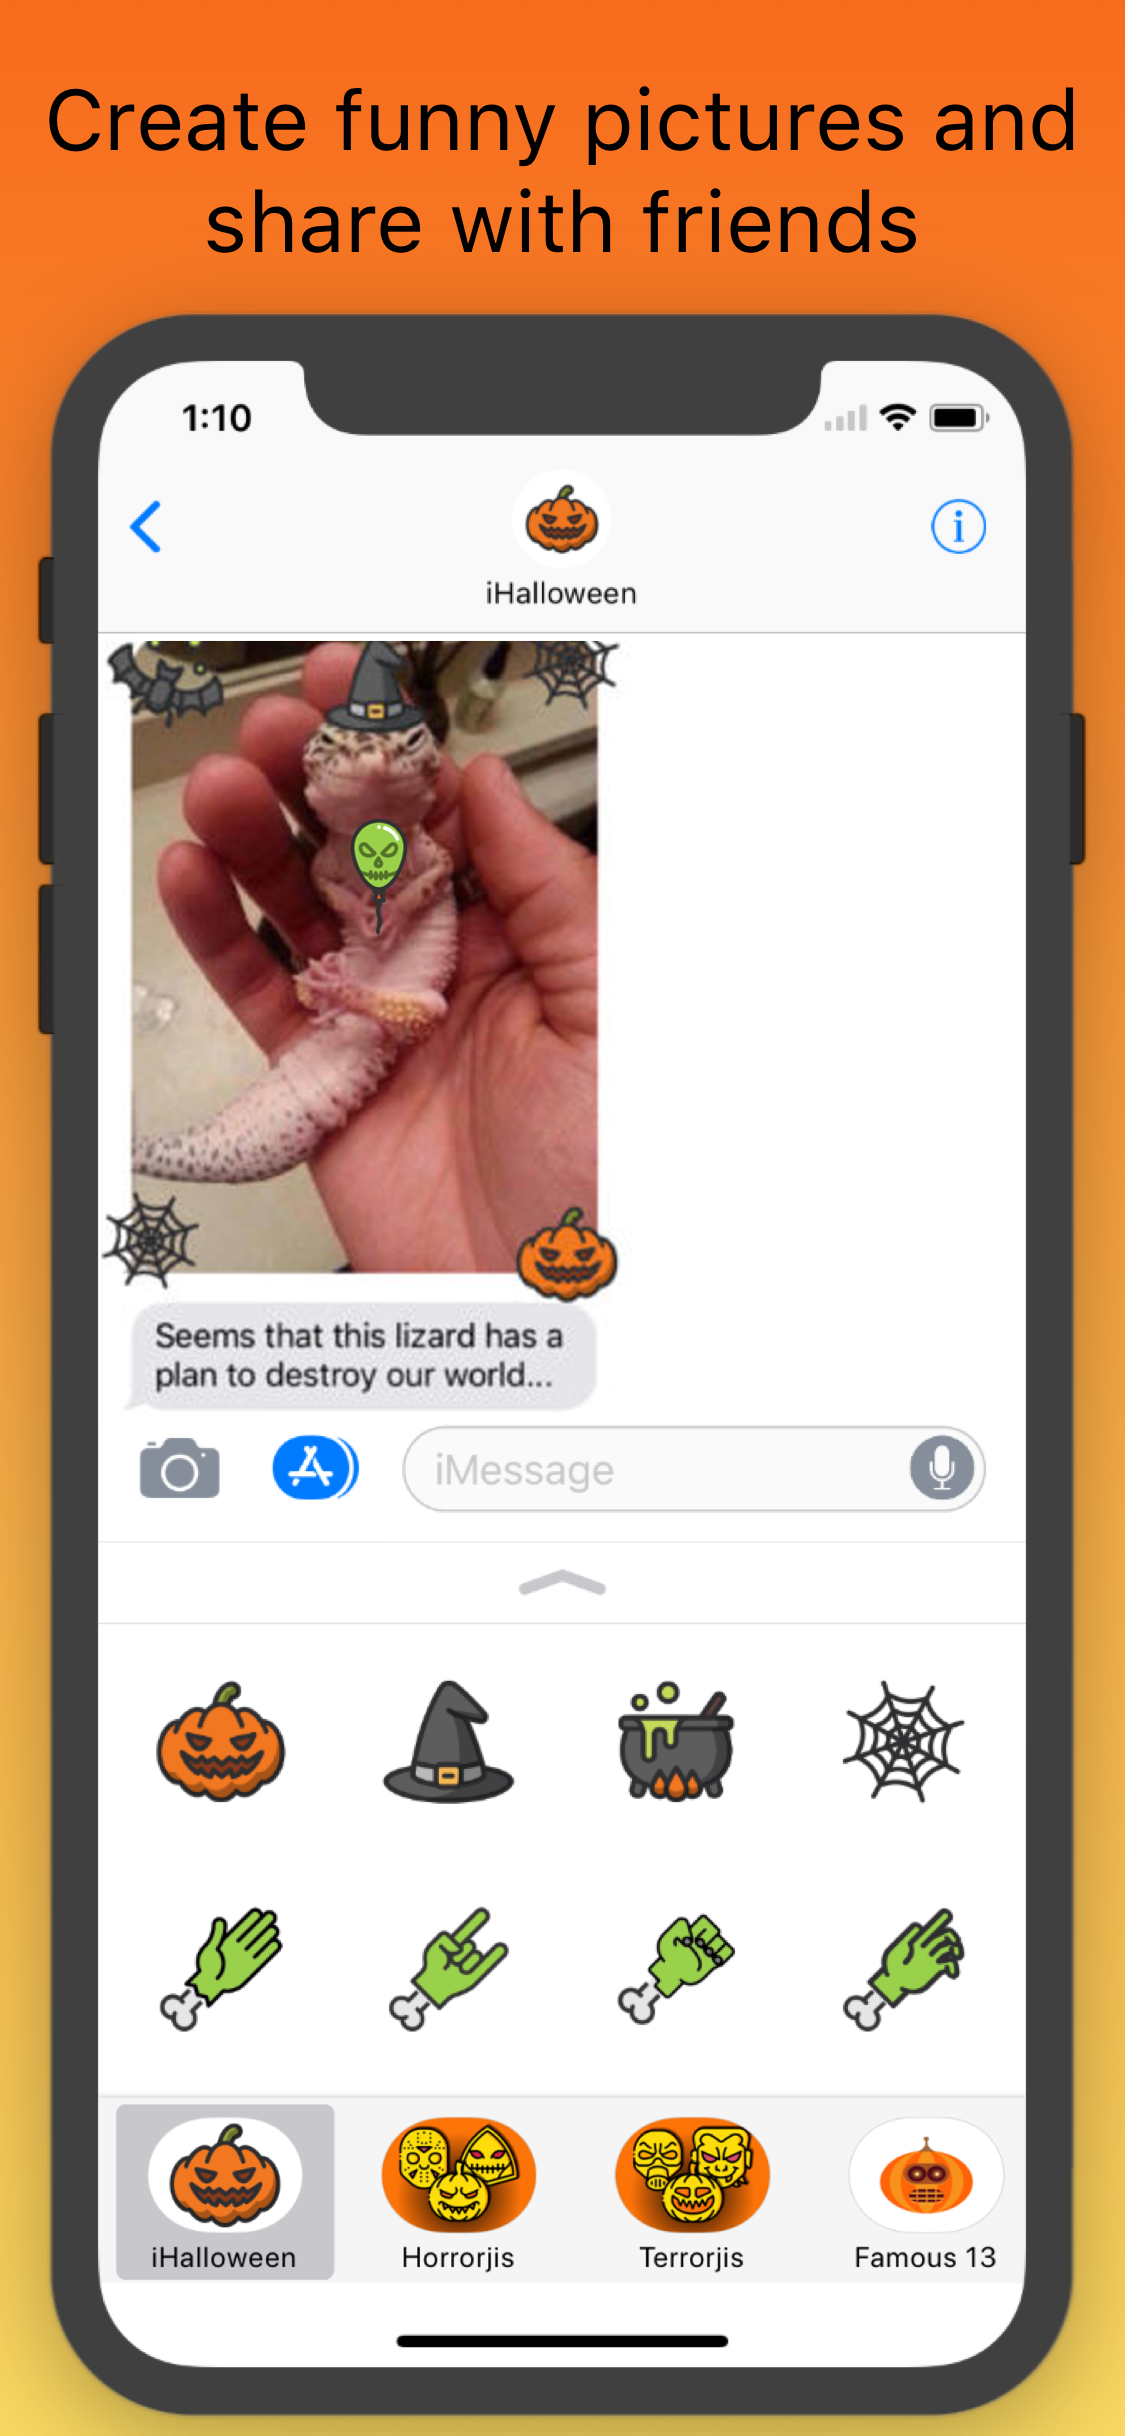 Create funny pictures and
share with friends
1:10
iHalloween
Seems that this lizard has a
plan to destroy our world...
iMessage
iHalloween
Horrorjis
Terrorjis
Famous 13